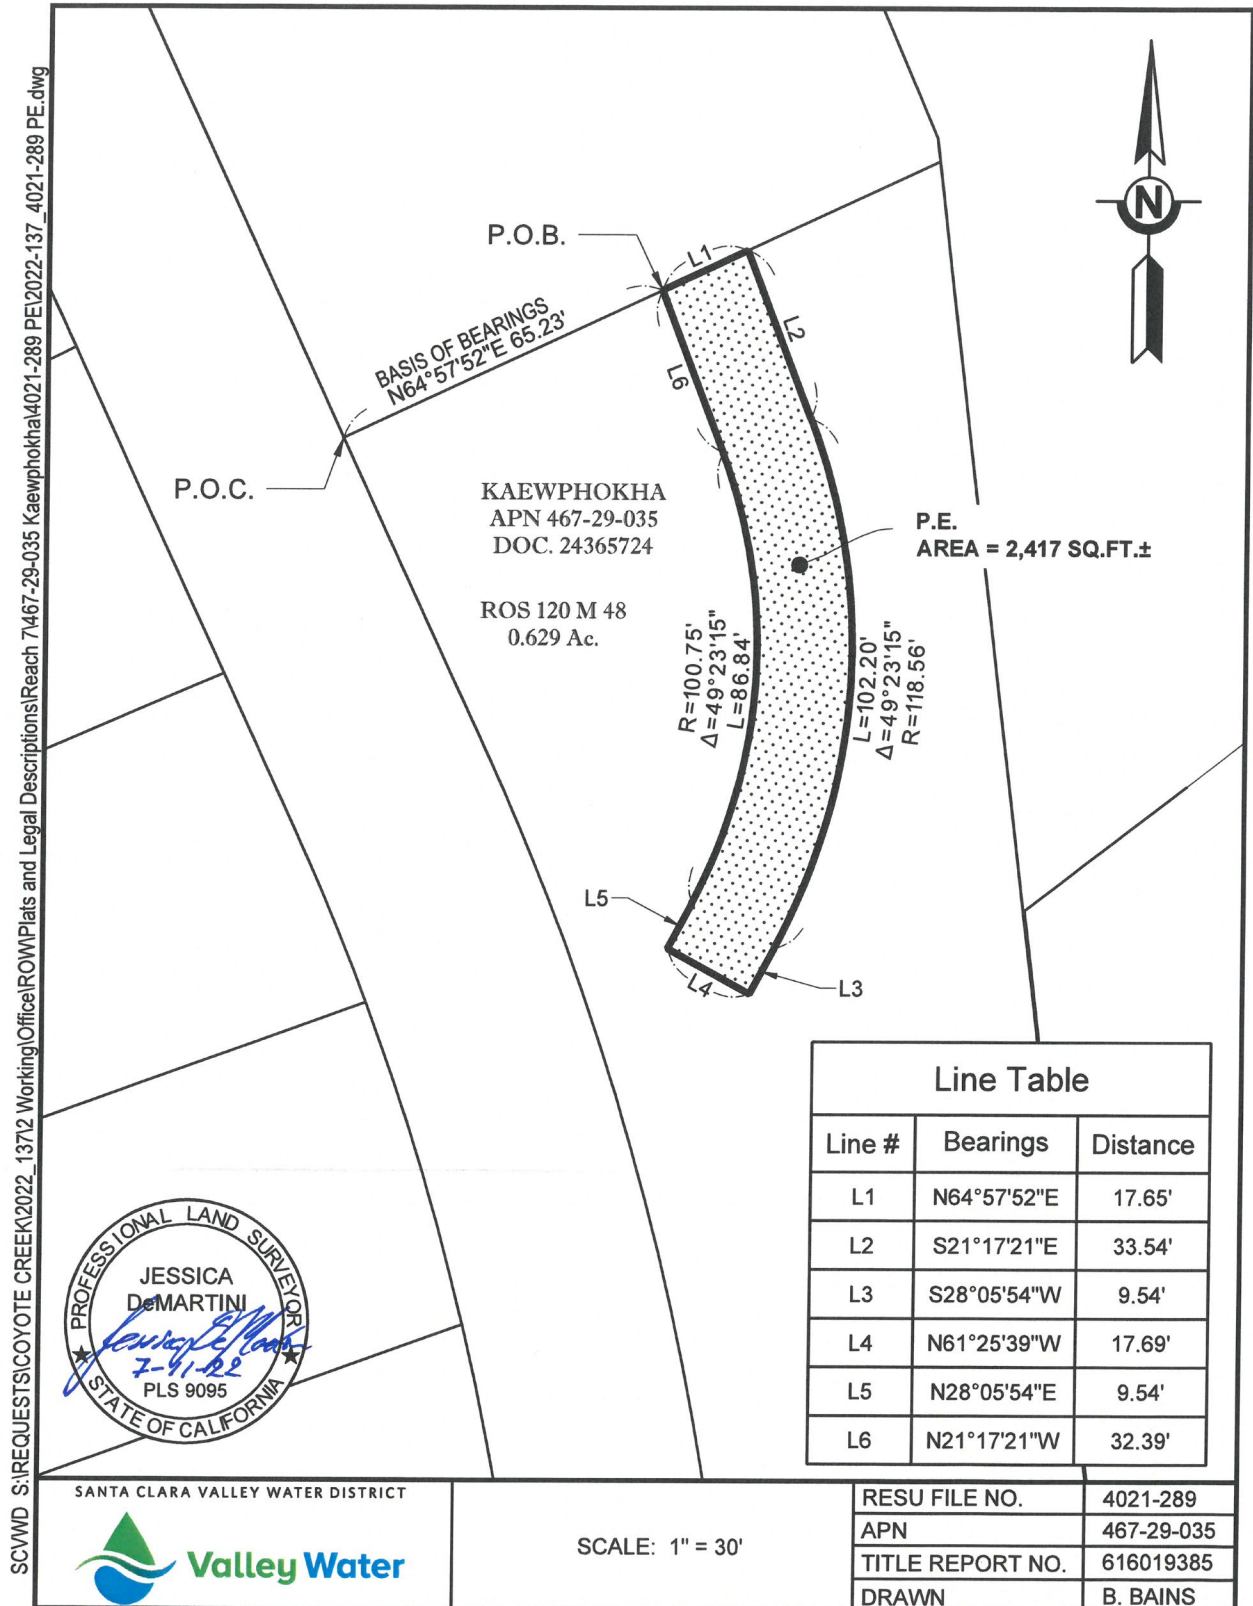 SCVWD S:\REQUESTS\COYOTE CREEK\2022_137\2 Working\Office\ROW\Plats and Legal Descriptions\Reach 7\467-29-035 Kaewphokha\4021-289 PE\2022-137_4021-289 PE.dwg
N
P.O.B.
L1
L2
BASIS OF BEARINGS
N64°57'52"E 65.23'
L6
P.O.C.
KAEWPHOKHA
APN 467-29-035
DOC. 24365724
P.E.
AREA = 2,417 SQ.FT.±
ROS 120 M 48
0.629 Ac.
R=100.75'
Δ=49°23'15"
L=86.84'
L=102.20'
Δ=49°23'15"
R=118.56'
L5
L4
L3
Line Table
Line # Bearings Distance
L1 N64°57'52"E 17.65'
L2 S21°17'21"E 33.54'
L3 S28°05'54"W 9.54'
L4 N61°25'39"W 17.69'
L5 N28°05'54"E 9.54'
L6 N21°17'21"W 32.39'
PROFESSIONAL LAND SURVEYOR
JESSICA
DeMARTINI
PLS 9095
STATE OF CALIFORNIA
SANTA CLARA VALLEY WATER DISTRICT
Valley Water
SCALE: 1" = 30'
RESU FILE NO. 4021-289
APN 467-29-035
TITLE REPORT NO. 616019385
DRAWN B. BAINS